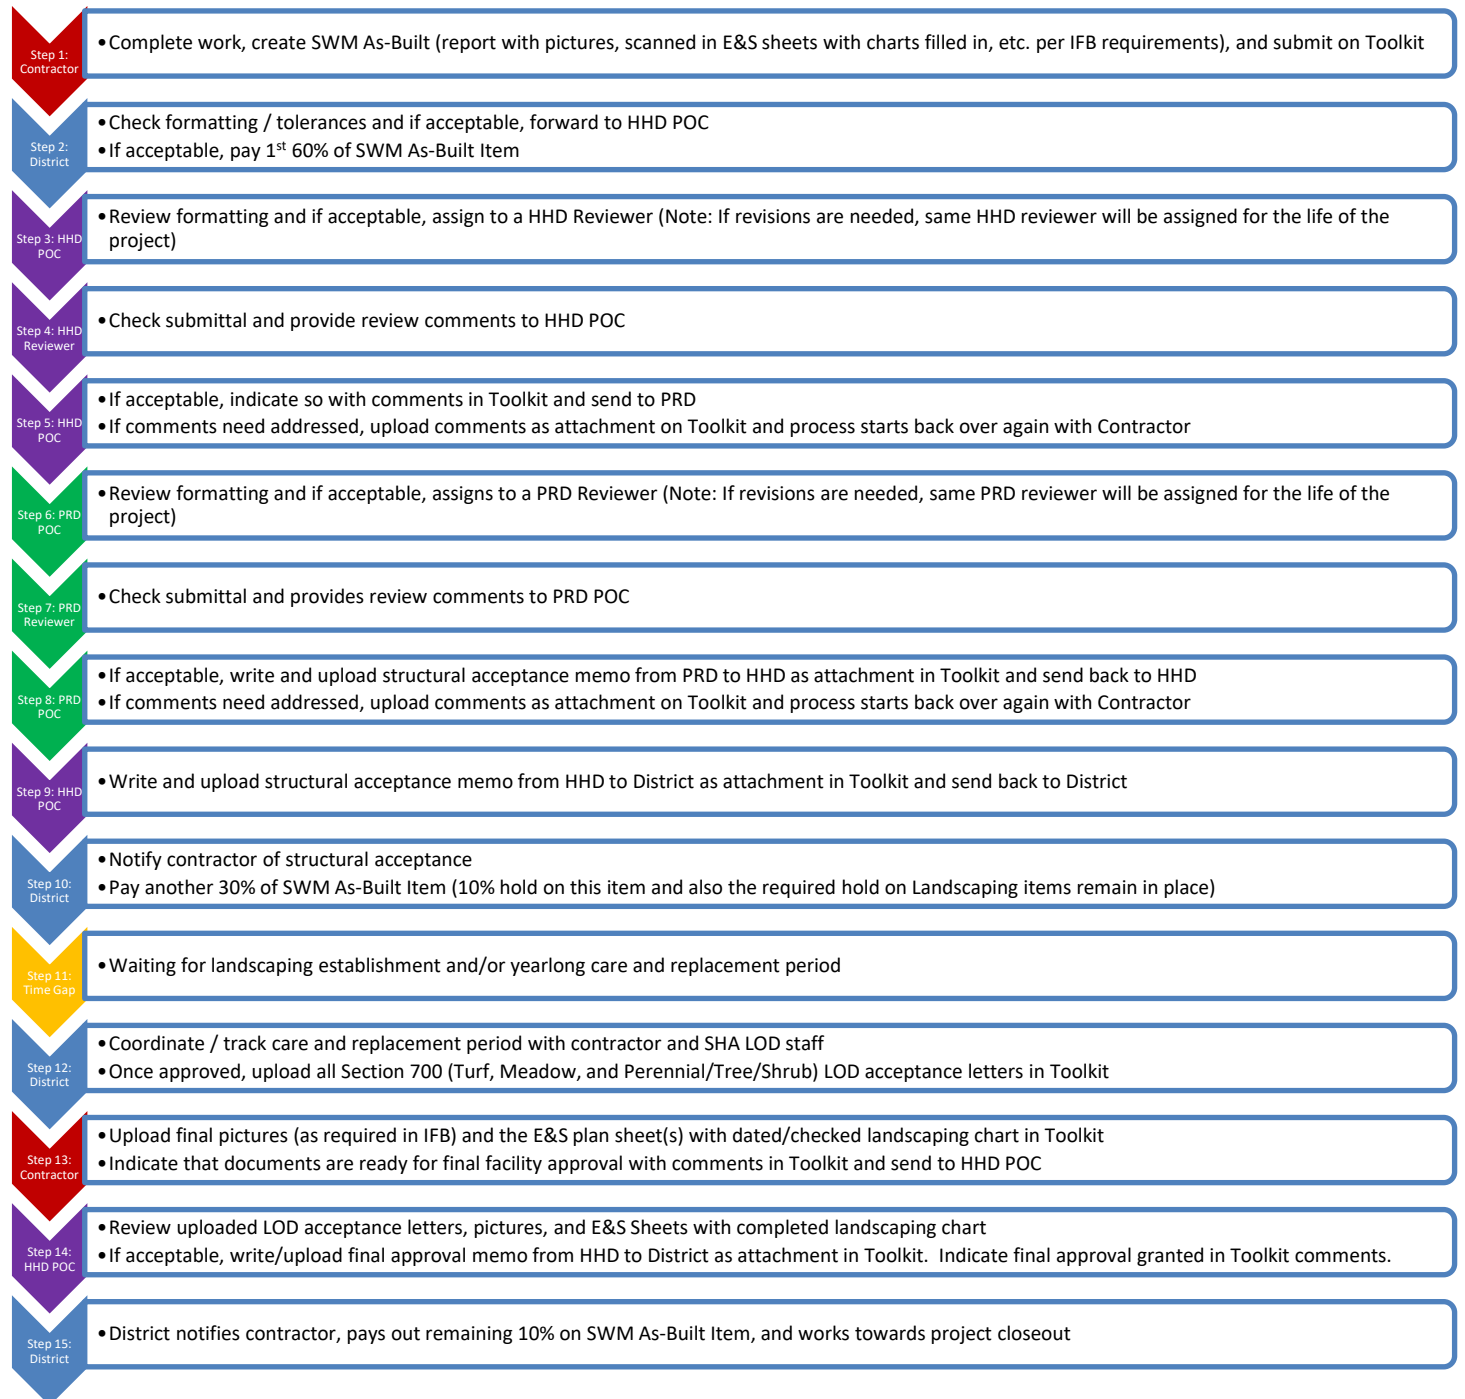 Step 1:
Contractor
•Complete work, create SWM As-Built (report with pictures, scanned in E&S sheets with charts filled in, etc. per IFB requirements), and submit on Toolkit
Step 2:
District
•Check formatting / tolerances and if acceptable, forward to HHD POC
•If acceptable, pay 1st 60% of SWM As-Built Item
Step 3: HHD
POC
•Review formatting and if acceptable, assign to a HHD Reviewer (Note: If revisions are needed, same HHD reviewer will be assigned for the life of the
project)
Step 4: HHD
Reviewer
•Check submittal and provide review comments to HHD POC
Step 5: HHD
POC
•If acceptable, indicate so with comments in Toolkit and send to PRD
•If comments need addressed, upload comments as attachment on Toolkit and process starts back over again with Contractor
Step 6: PRD
POC
•Review formatting and if acceptable, assigns to a PRD Reviewer (Note: If revisions are needed, same PRD reviewer will be assigned for the life of the
project)
Step 7: PRD
Reviewer
•Check submittal and provides review comments to PRD POC
Step 8: PRD
POC
•If acceptable, write and upload structural acceptance memo from PRD to HHD as attachment in Toolkit and send back to HHD
•If comments need addressed, upload comments as attachment on Toolkit and process starts back over again with Contractor
Step 9: HHD
POC
•Write and upload structural acceptance memo from HHD to District as attachment in Toolkit and send back to District
Step 10:
District
•Notify contractor of structural acceptance
•Pay another 30% of SWM As-Built Item (10% hold on this item and also the required hold on Landscaping items remain in place)
Step 11:
Time Gap
•Waiting for landscaping establishment and/or yearlong care and replacement period
Step 12:
District
•Coordinate / track care and replacement period with contractor and SHA LOD staff
•Once approved, upload all Section 700 (Turf, Meadow, and Perennial/Tree/Shrub) LOD acceptance letters in Toolkit
Step 13:
Contractor
•Upload final pictures (as required in IFB) and the E&S plan sheet(s) with dated/checked landscaping chart in Toolkit
•Indicate that documents are ready for final facility approval with comments in Toolkit and send to HHD POC
Step 14:
HHD POC
•Review uploaded LOD acceptance letters, pictures, and E&S Sheets with completed landscaping chart
•If acceptable, write/upload final approval memo from HHD to District as attachment in Toolkit.  Indicate final approval granted in Toolkit comments.
Step 15:
District
•District notifies contractor, pays out remaining 10% on SWM As-Built Item, and works towards project closeout